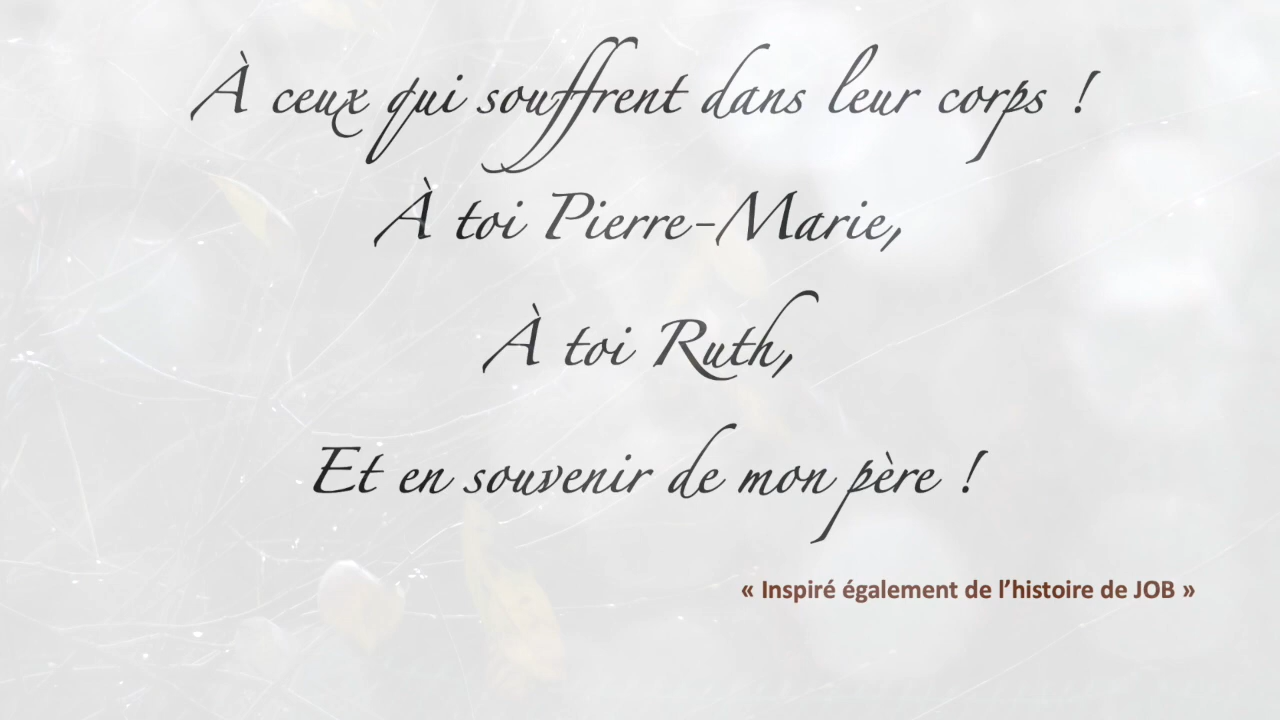 À ceux qui souffrent dans leur corps !
À toi Pierre-Marie,
À toi Ruth,
Et en souvenir de mon père !
« Inspiré également de l’histoire de JOB »